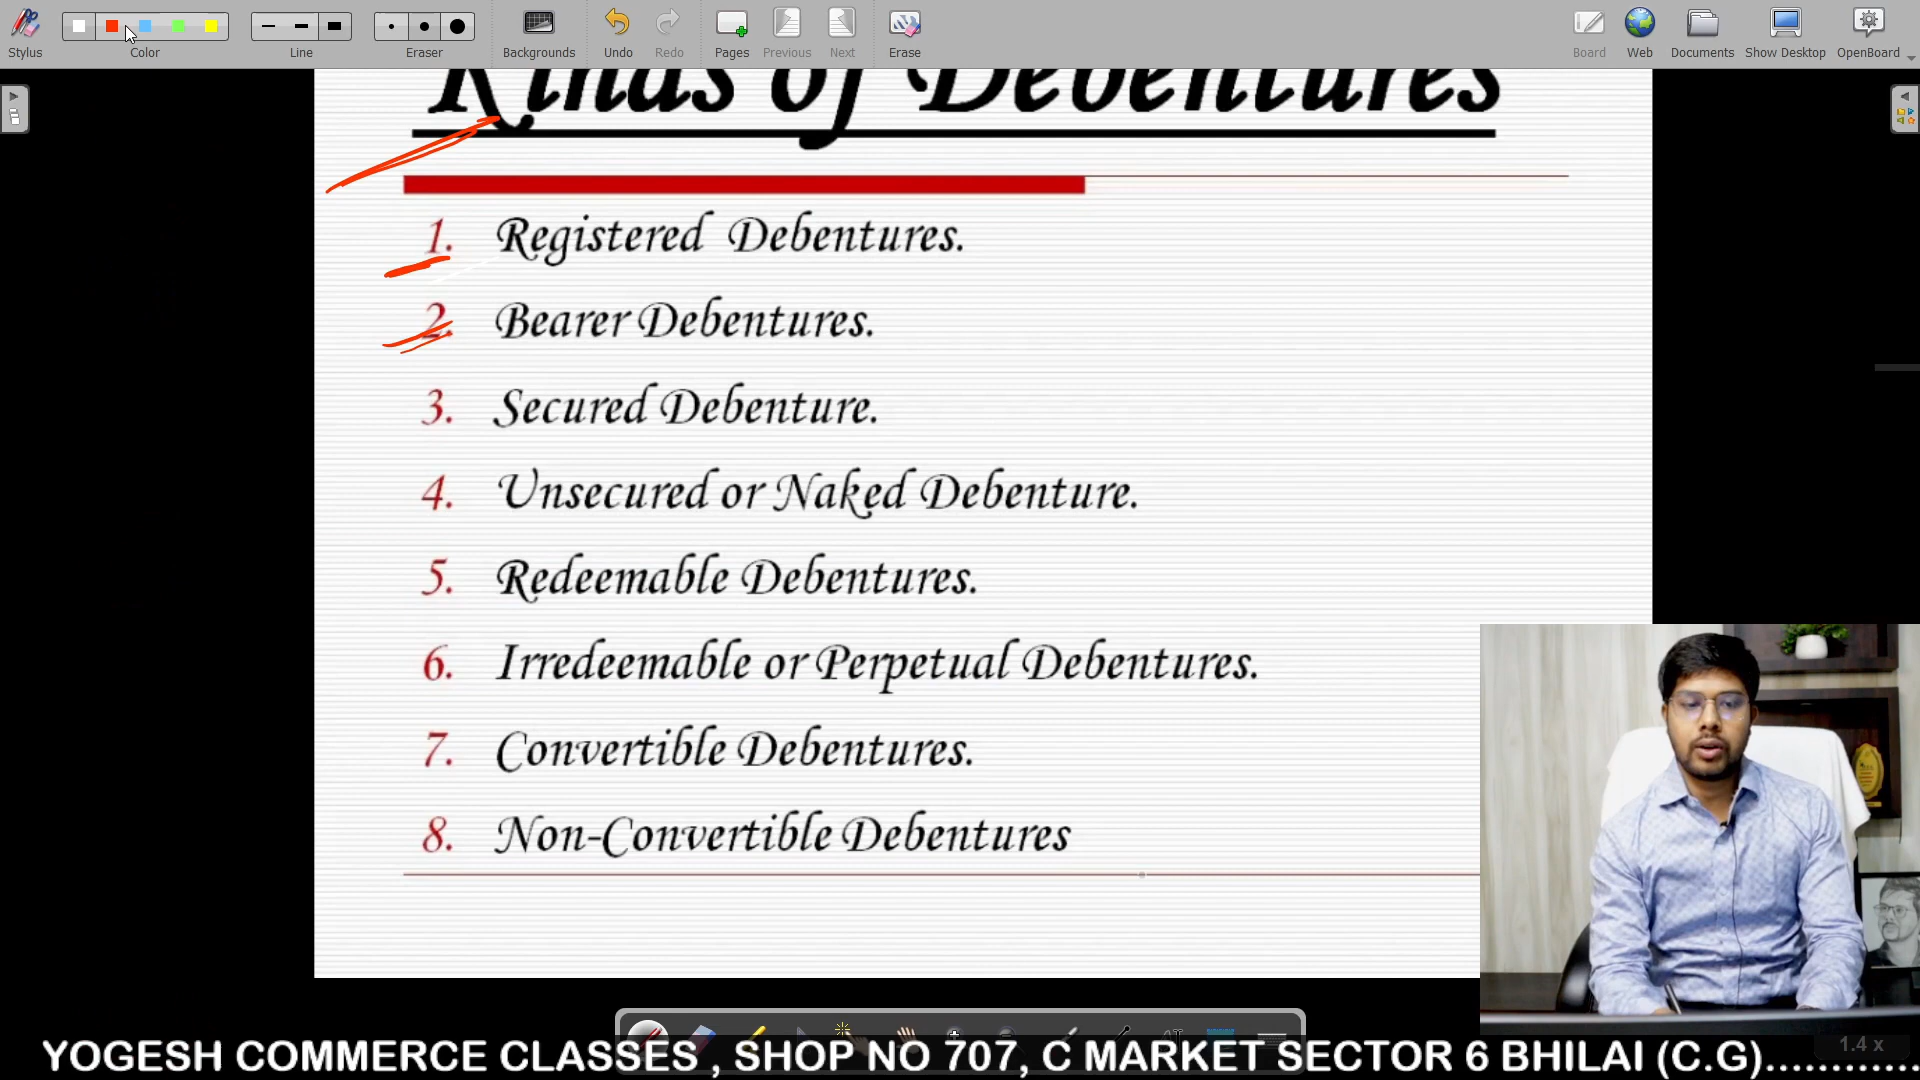 Stylus
Color
Line
Eraser
Backgrounds
Undo
Redo
Pages
Previous
Next
Erase
Board
Web
Documents
Show Desktop
OpenBoard
Kinds of Debentures
1. Registered Debentures.
2. Bearer Debentures.
3. Secured Debenture.
4. Unsecured or Naked Debenture.
5. Redeemable Debentures.
6. Irredeemable or Perpetual Debentures.
7. Convertible Debentures.
8. Non-Convertible Debentures
YOGESH COMMERCE CLASSES , SHOP NO 707, C MARKET SECTOR 6 BHILAI (C.G)............
1.4 x